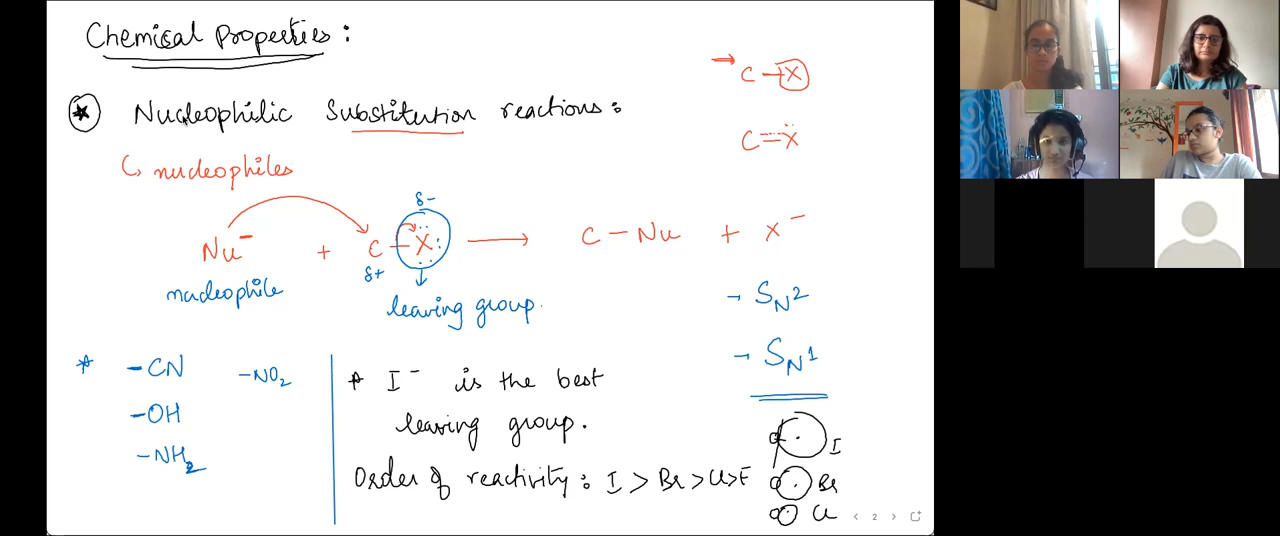 Chemical Properties:
Nucleophilic Substitution reactions:
nucleophiles
C-X
C=X
Nu⁻ + C-X → C-Nu + X⁻
δ-
δ+
nucleophile
leaving group.
- SN2
- SN1
* -CN -NO2
-OH
-NH2
* I⁻ is the best
leaving group.
Order of reactivity: I > Br > Cl > F
I
Br
Cl
< 2 >